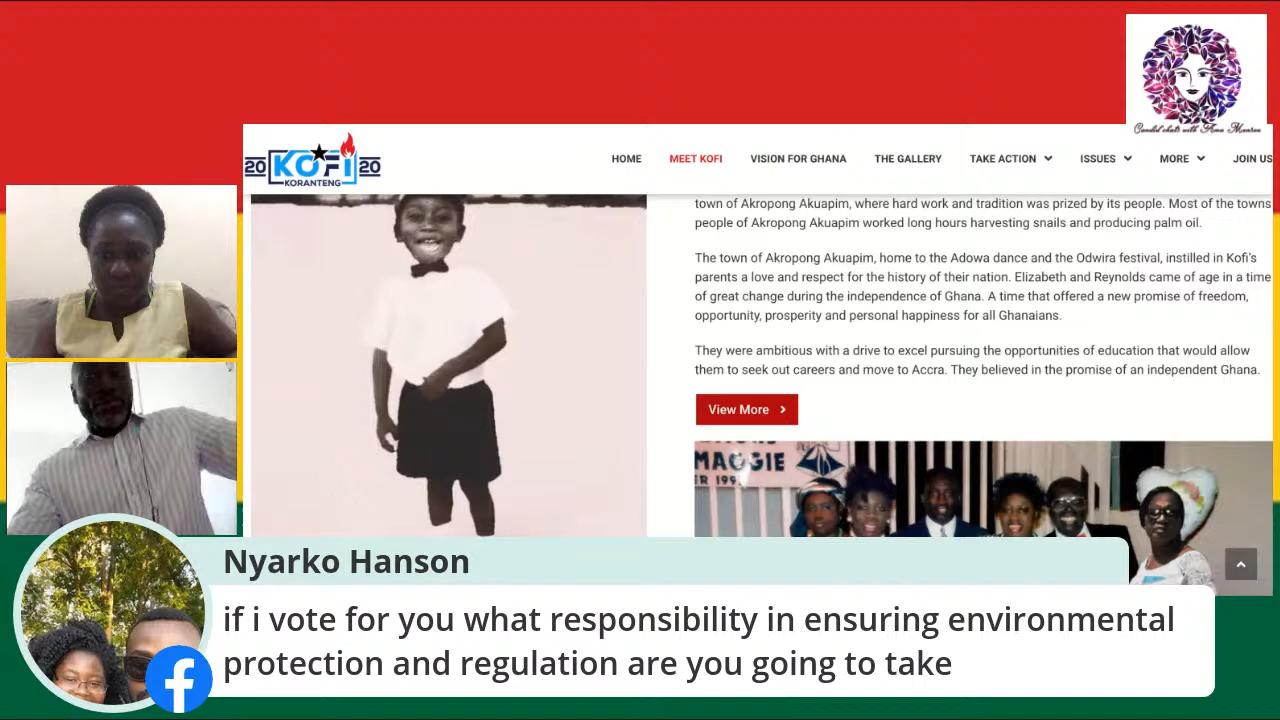 Candid chats with Ama Munroe
20 KOFI 20
KORANTENG
HOME MEET KOFI VISION FOR GHANA THE GALLERY TAKE ACTION ISSUES MORE JOIN US
town of Akropong Akuapim, where hard work and tradition was prized by its people. Most of the towns
people of Akropong Akuapim worked long hours harvesting snails and producing palm oil.
The town of Akropong Akuapim, home to the Adowa dance and the Odwira festival, instilled in Kofi's
parents a love and respect for the history of their nation. Elizabeth and Reynolds came of age in a time
of great change during the independence of Ghana. A time that offered a new promise of freedom,
opportunity, prosperity and personal happiness for all Ghanaians.
They were ambitious with a drive to excel pursuing the opportunities of education that would allow
them to seek out careers and move to Accra. They believed in the promise of an independent Ghana.
View More
MAGGIE
Nyarko Hanson
if i vote for you what responsibility in ensuring environmental
protection and regulation are you going to take